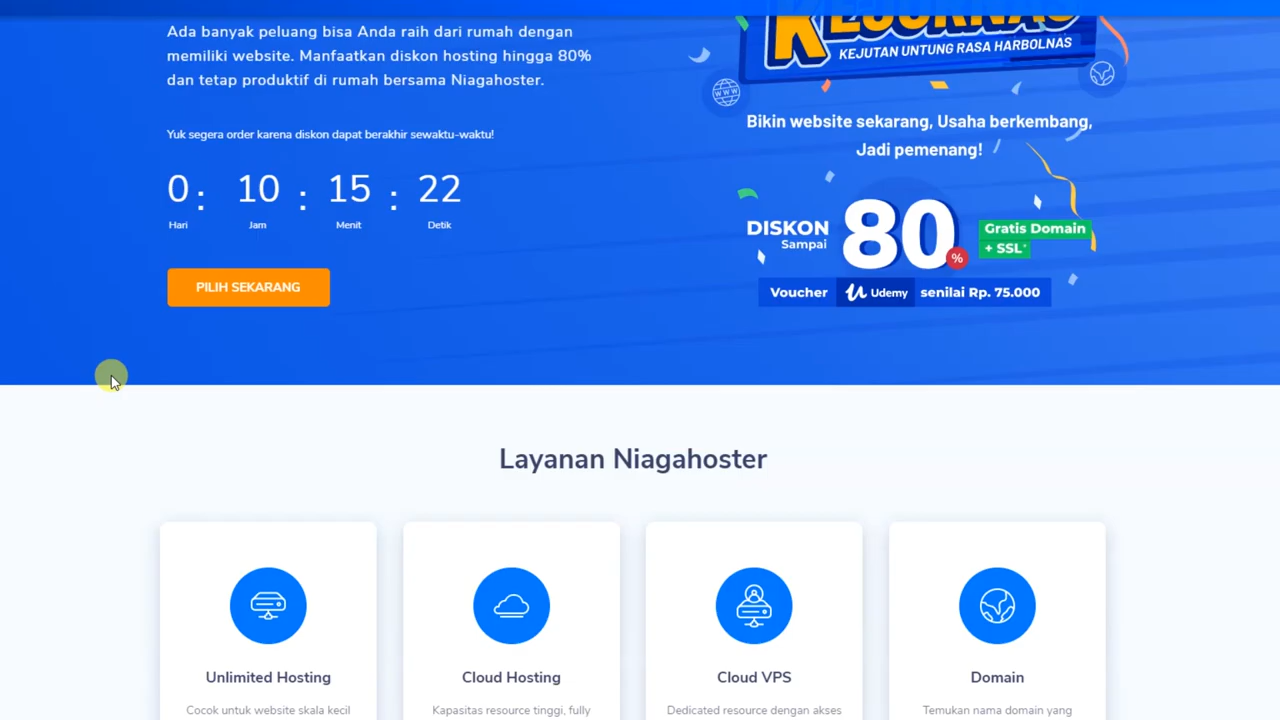 Ada banyak peluang bisa Anda raih dari rumah dengan
memiliki website. Manfaatkan diskon hosting hingga 80%
dan tetap produktif di rumah bersama Niagahoster.
Yuk segera order karena diskon dapat berakhir sewaktu-waktu!
0 : 10 : 15 : 22
Hari Jam Menit Detik
PILIH SEKARANG
KEJURNAS
KEJUTAN UNTUNG RASA HARBOLNAS
WWW
Bikin website sekarang, Usaha berkembang,
Jadi pemenang!
DISKON
Sampai
80%
Gratis Domain
+ SSL*
Voucher Udemy senilai Rp. 75.000
Layanan Niagahoster
Unlimited Hosting
Cocok untuk website skala kecil
Cloud Hosting
Kapasitas resource tinggi, fully
Cloud VPS
Dedicated resource dengan akses
Domain
Temukan nama domain yang